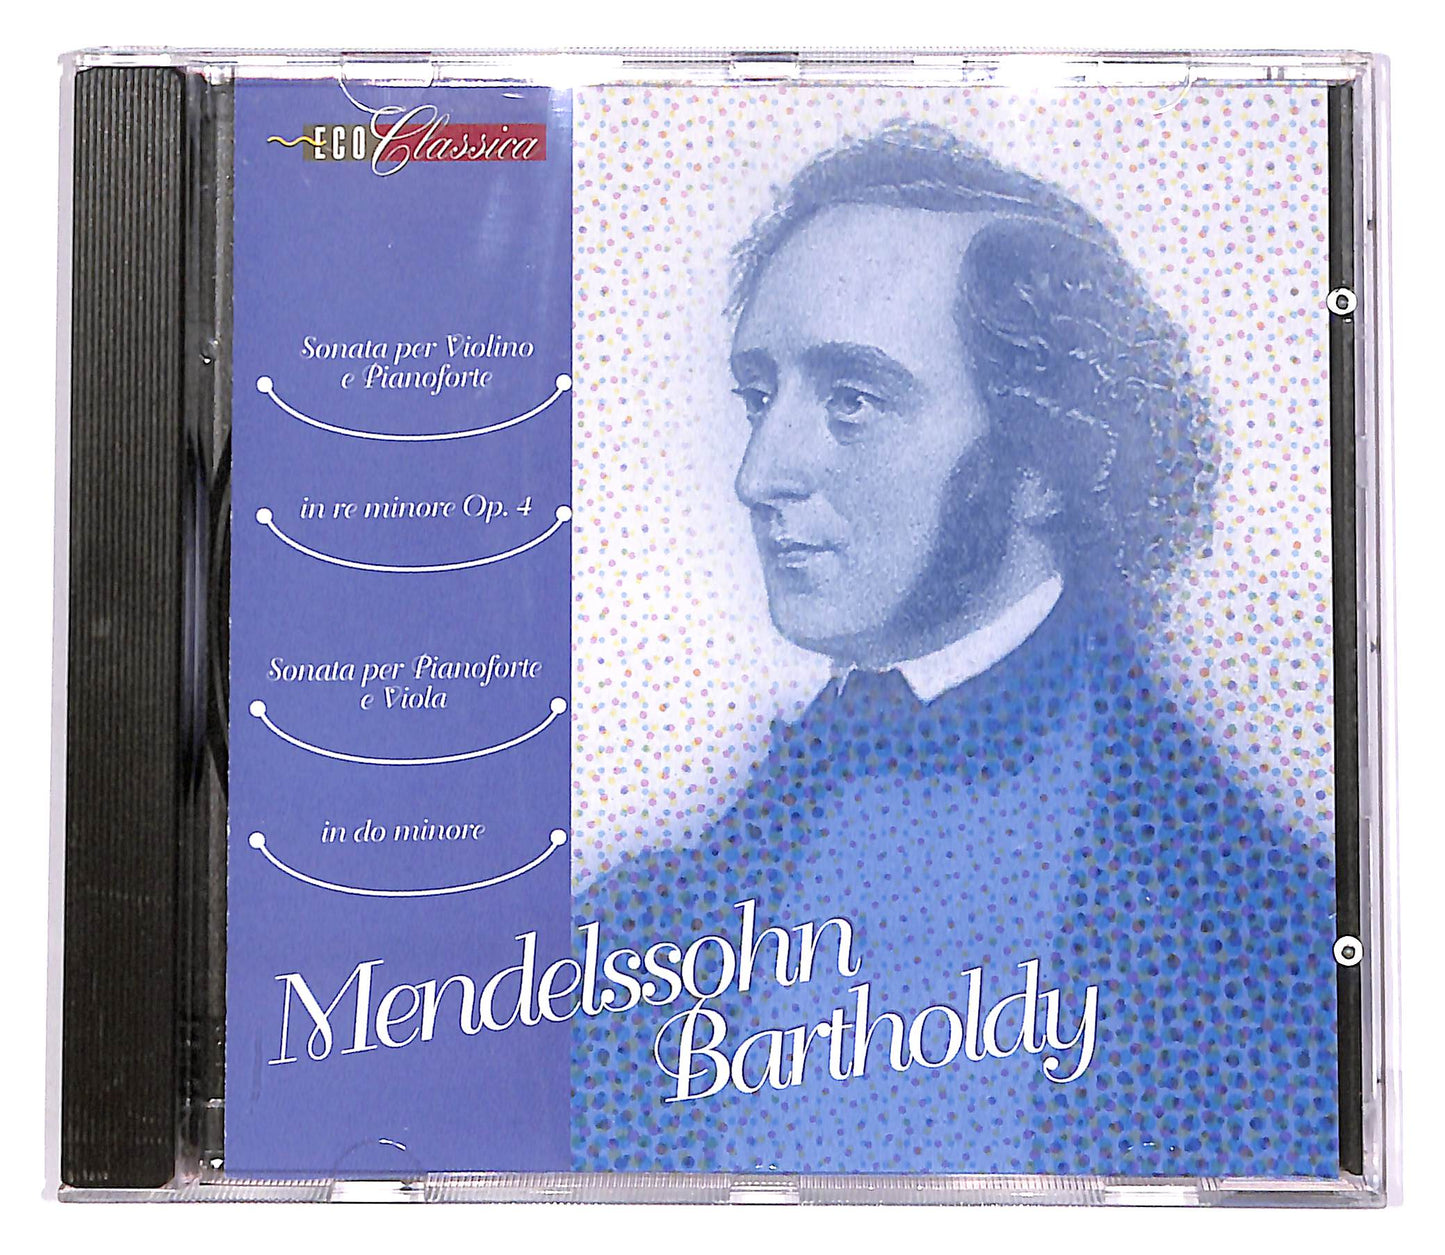 ECO Classica
Sonata per Violino
e Pianoforte
in re minore Op. 4
Sonata per Pianoforte
e Viola
in do minore
Mendelssohn
Bartholdy